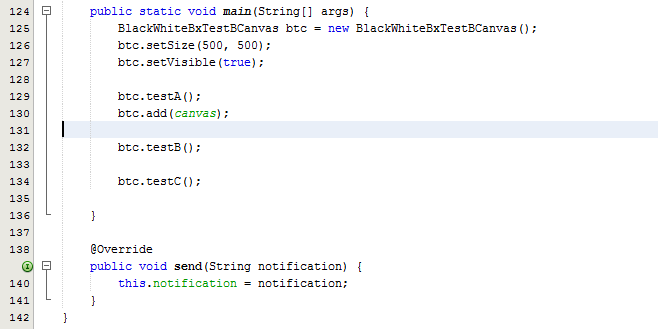 124 public static void main(String[] args) {
125 BlackWhiteBxTestBCanvas btc = new BlackWhiteBxTestBCanvas();
126 btc.setSize(500, 500);
127 btc.setVisible(true);
128
129 btc.testA();
130 btc.add(canvas);
131
132 btc.testB();
133
134 btc.testC();
135
136 }
137
138 @Override
public void send(String notification) {
140 this.notification = notification;
141 }
142 }